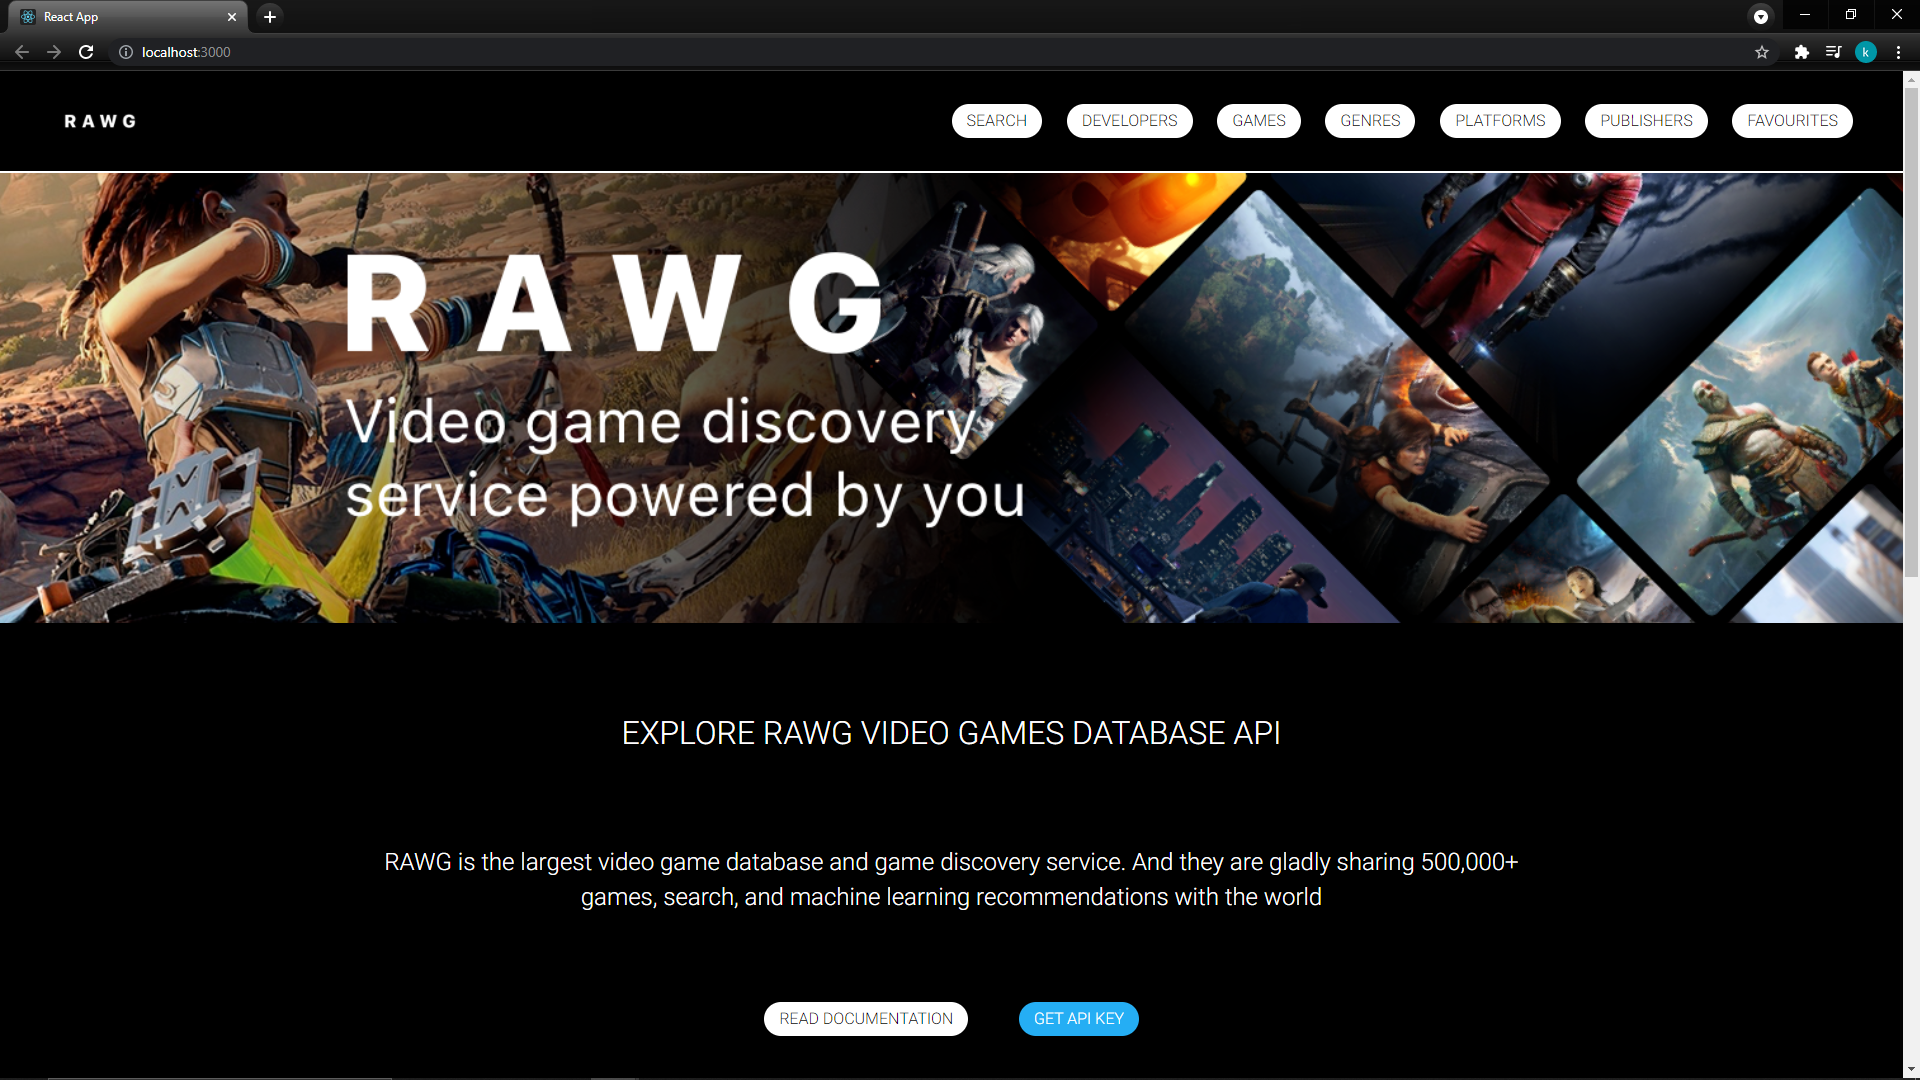 React App
localhost:3000
k
RAWG
SEARCH
DEVELOPERS
GAMES
GENRES
PLATFORMS
PUBLISHERS
FAVOURITES
RAWG
Video game discovery
service powered by you
EXPLORE RAWG VIDEO GAMES DATABASE API
RAWG is the largest video game database and game discovery service. And they are gladly sharing 500,000+
games, search, and machine learning recommendations with the world
READ DOCUMENTATION
GET API KEY